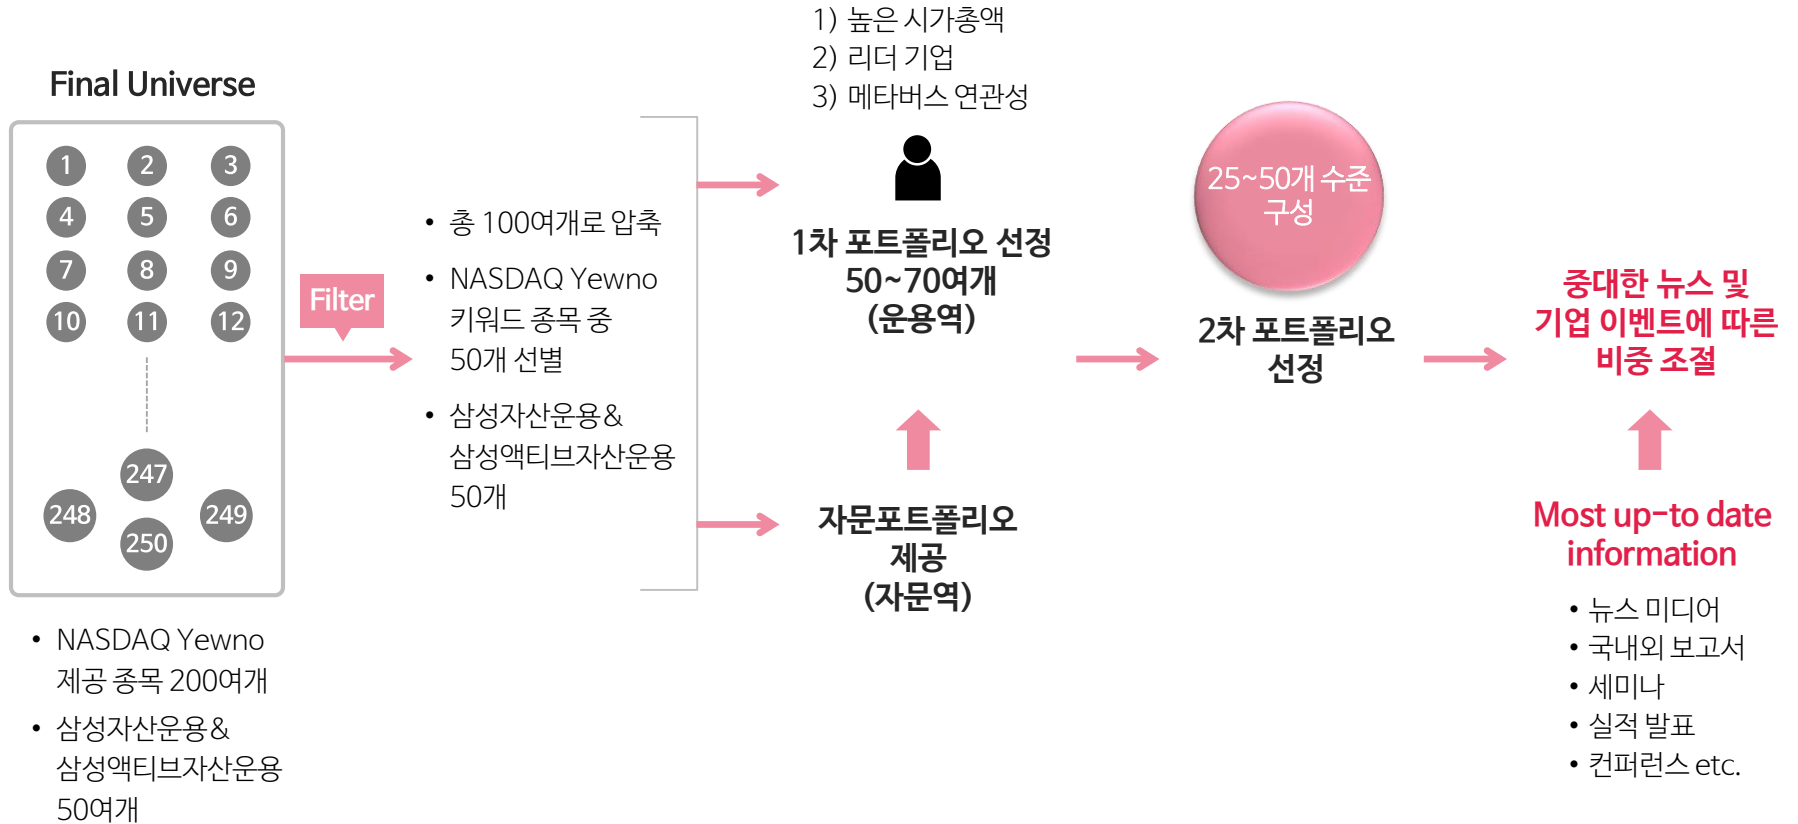 Final Universe
1 2 3
4 5 6
7 8 9
10 11 12
247
248 249
250
• NASDAQ Yewno
제공 종목 200여개
• 삼성자산운용&
삼성액티브자산운용
50여개
Filter
• 총 100여개로 압축
• NASDAQ Yewno
키워드 종목 중
50개 선별
• 삼성자산운용&
삼성액티브자산운용
50개
1) 높은 시가총액
2) 리더 기업
3) 메타버스 연관성
1차 포트폴리오 선정
50~70여개
(운용역)
자문포트폴리오
제공
(자문역)
25~50개 수준
구성
2차 포트폴리오
선정
중대한 뉴스 및
기업 이벤트에 따른
비중 조절
Most up-to date
information
• 뉴스 미디어
• 국내외 보고서
• 세미나
• 실적 발표
• 컨퍼런스 etc.